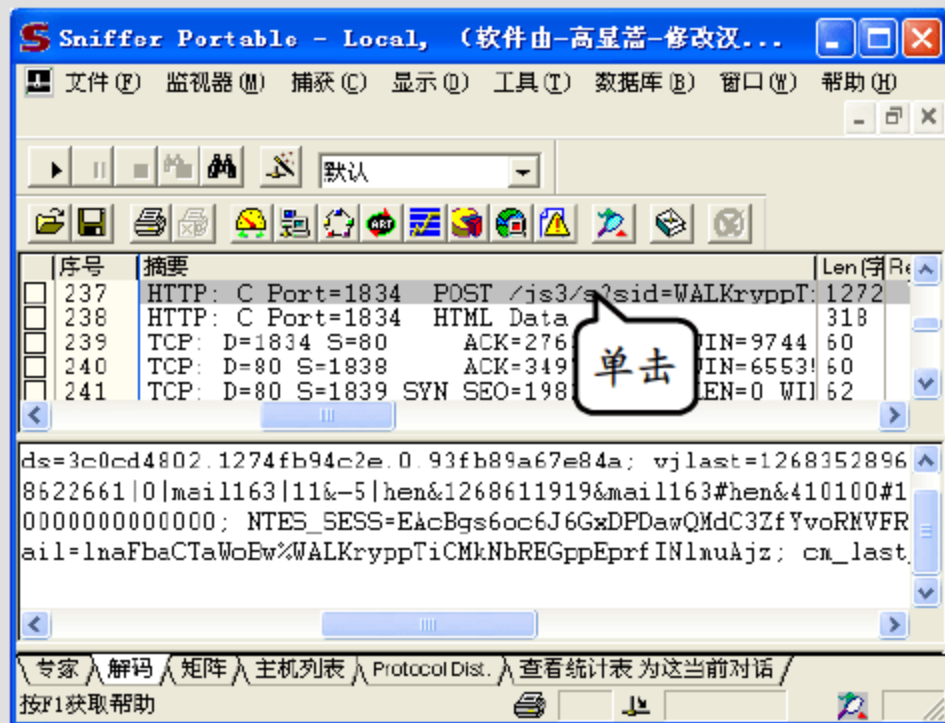 Sniffer Portable - Local, （软件由-高显嵩-修改汉...
文件(F) 监视器(M) 捕获(C) 显示(D) 工具(T) 数据库(B) 窗口(W) 帮助(H)
默认
序号 摘要 Len(字 Re
237 HTTP: C Port=1834 POST /js3/s?sid=WALKryppT: 1272
238 HTTP: C Port=1834 HTML Data 318
239 TCP: D=1834 S=80 ACK=276 WIN=9744 60
240 TCP: D=80 S=1838 ACK=349 WIN=6553 60
241 TCP: D=80 S=1839 SYN SEQ=198 LEN=0 WI 62
单击
ds=3c0cd4802.1274fb94c2e.0.93fb89a67e84a; vjlast=1268352896
8622661|0|mail163|11&-5|hen&1268611919&mail163#hen&410100#1
0000000000000; NTES_SESS=EAcBgs6oc6J6GxDPDawQMdC3ZfYvoRMVFR
ail=lnaFbaCTaWoBw%WALKryppTiCMkNbREGppEprfINlmuAjz; cm_last
专家 解码 矩阵 主机列表 Protocol Dist. 查看统计表 为这当前对话
按F1获取帮助